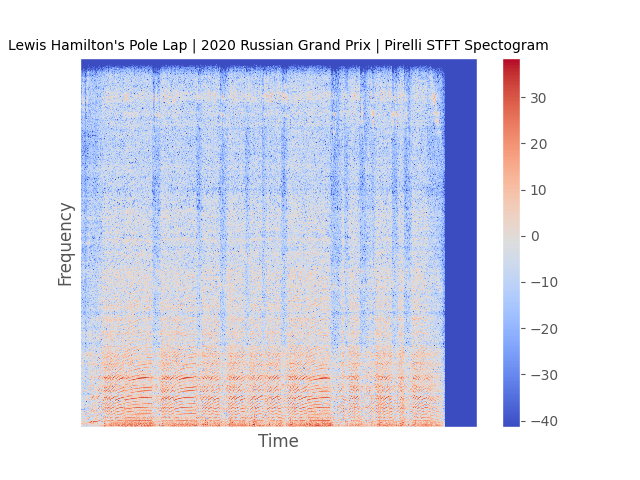 Lewis Hamilton's Pole Lap | 2020 Russian Grand Prix | Pirelli STFT Spectogram
Frequency
Time
30
20
10
0
−10
−20
−30
−40